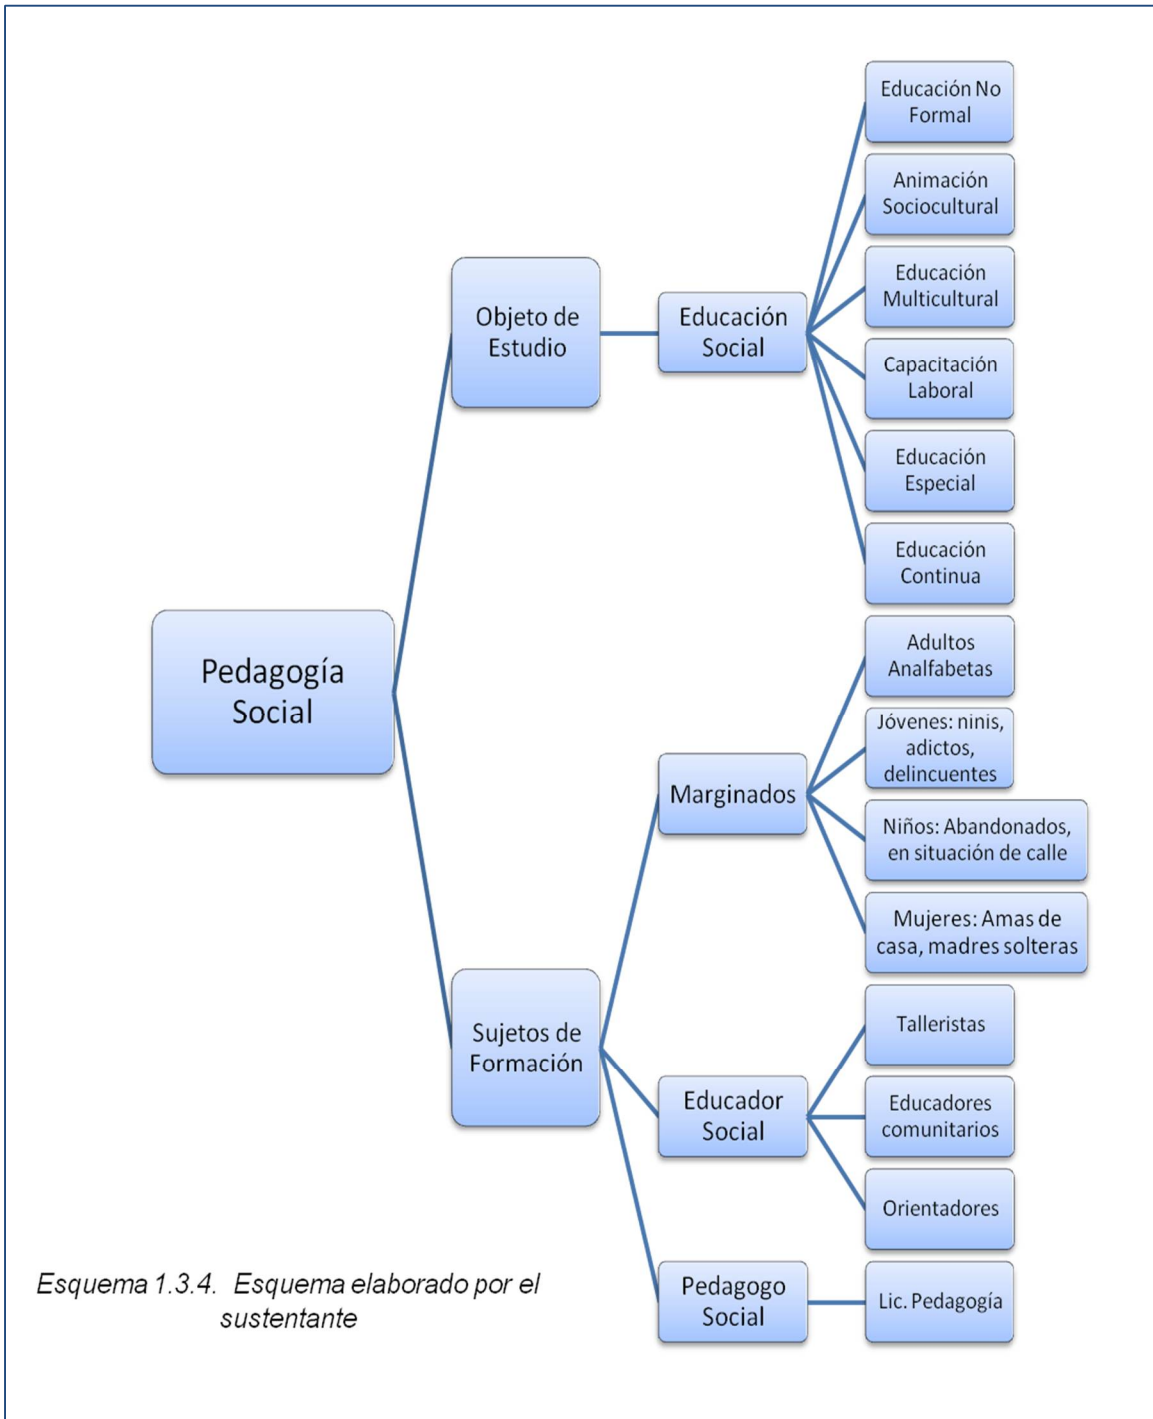 Educación No
Formal
Animación
Sociocultural
Educación
Multicultural
Objeto de
Estudio
Educación
Social
Capacitación
Laboral
Educación
Especial
Educación
Continua
Pedagogía
Social
Adultos
Analfabetas
Jóvenes: ninis,
adictos,
delincuentes
Marginados
Niños: Abandonados,
en situación de calle
Mujeres: Amas de
casa, madres solteras
Sujetos de
Formación
Talleristas
Educador
Social
Educadores
comunitarios
Orientadores
Pedagogo
Social
Lic. Pedagogía
Esquema 1.3.4. Esquema elaborado por el
sustentante